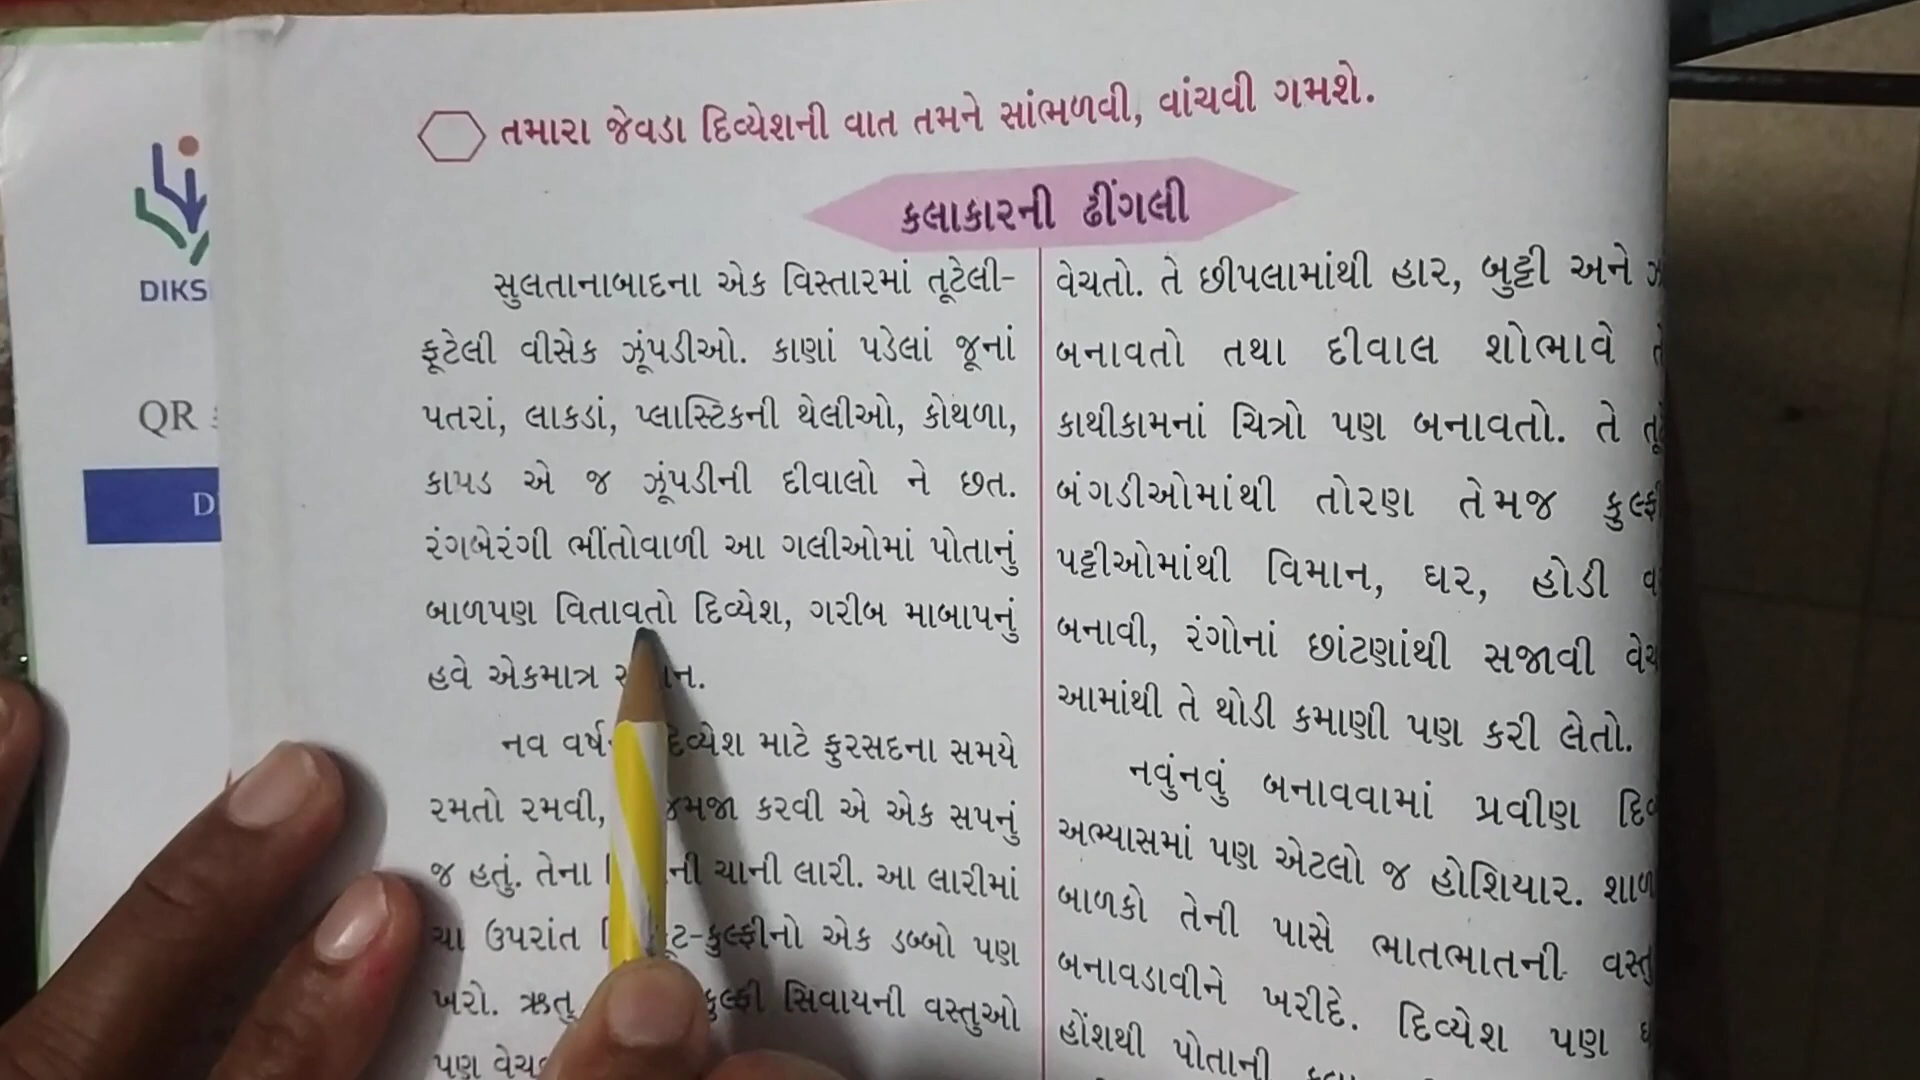 તમારા જેવડા દિવ્યેશની વાત તમને સાંભળવી, વાંચવી ગમશે.
કલાકારની ઢીંગલી
સુલતાનાબાદના એક વિસ્તારમાં તૂટેલી-
ફૂટેલી વીસેક ઝૂંપડીઓ. કાણાં પડેલાં જૂનાં
પતરાં, લાકડાં, પ્લાસ્ટિકની થેલીઓ, કોથળા,
કાપડ એ જ ઝૂંપડીની દીવાલો ને છત.
રંગબેરંગી ભીંતોવાળી આ ગલીઓમાં પોતાનું
બાળપણ વિતાવતો દિવ્યેશ, ગરીબ માબાપનું
હવે એકમાત્ર
નવ દિવ્યેશ માટે ફુરસદના સમયે
રમતો રમવી, કરવી એ એક સપનું
જ હતું. તેના ચાની લારી. આ લારીમાં
ચા ઉપરાંત એક ડબ્બો પણ
ખરો. ઋતુ કુલ્ફી સિવાયની વસ્તુઓ
પણ
વેચતો. તે છીપલામાંથી હાર, બુટ્ટી અને
બનાવતો તથા દીવાલ શોભાવે
કાથીકામનાં ચિત્રો પણ બનાવતો. તે
બંગડીઓમાંથી તોરણ તેમજ
પટ્ટીઓમાંથી વિમાન, ઘર, હોડી
બનાવી, રંગોનાં છાંટણાંથી સજાવી
આમાંથી તે થોડી કમાણી પણ કરી લેતો.
નવુંનવું બનાવવામાં પ્રવીણ
અભ્યાસમાં પણ એટલો જ હોશિયાર.
બાળકો તેની પાસે ભાતભાતની
બનાવડાવીને ખરીદે. દિવ્યેશ પણ
હોંશથી પોતાની
QR